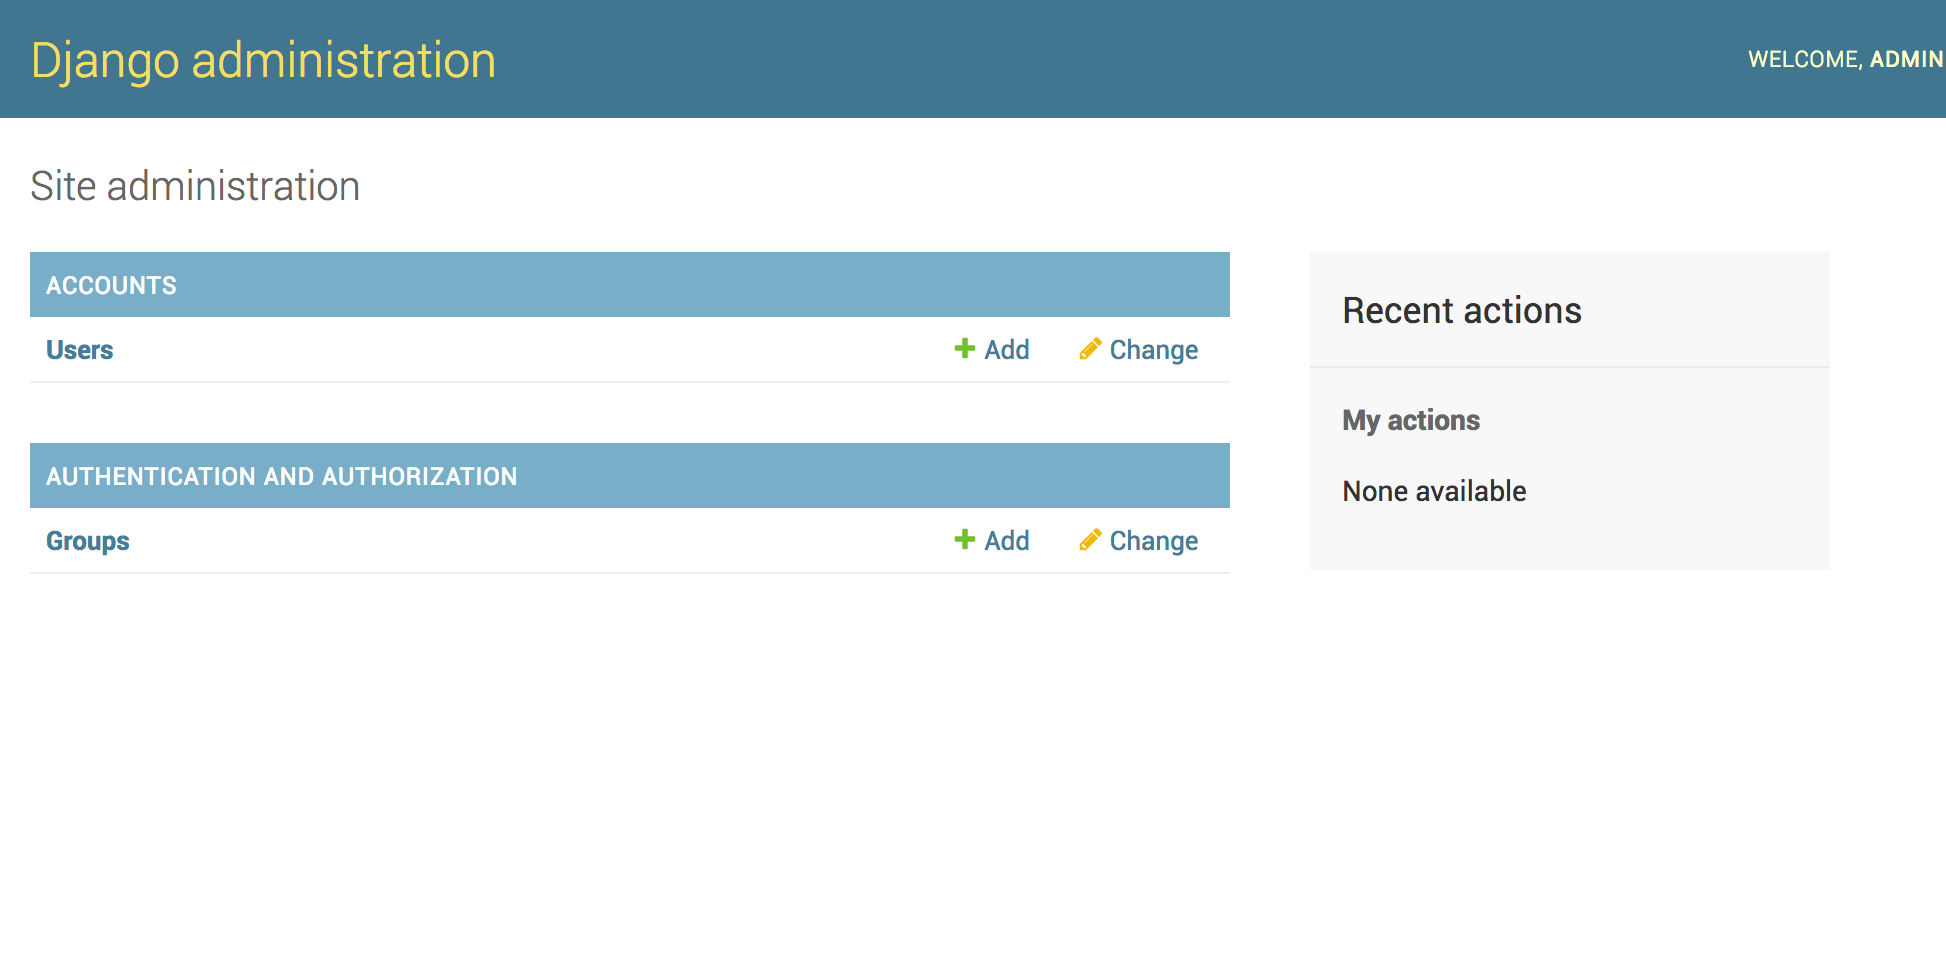 Django administration
WELCOME, ADMIN
Site administration
ACCOUNTS
Users Add Change
AUTHENTICATION AND AUTHORIZATION
Groups Add Change
Recent actions
My actions
None available